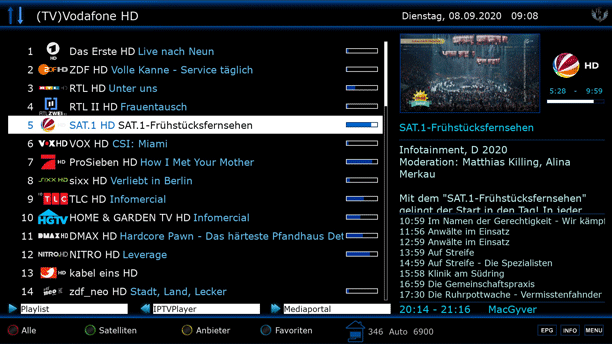 (TV)Vodafone HD
Dienstag, 08.09.2020 09:08
1 Das Erste HD Live nach Neun
2 ZDF HD Volle Kanne - Service täglich
3 RTL HD Unter uns
4 RTL II HD Frauentausch
5 SAT.1 HD SAT.1-Frühstücksfernsehen
6 VOX HD CSI: Miami
7 ProSieben HD How I Met Your Mother
8 sixx HD Verliebt in Berlin
9 TLC HD Infomercial
10 HOME & GARDEN TV HD Infomercial
11 DMAX HD Hardcore Pawn - Das härteste Pfandhaus Det
12 NITRO HD Leverage
13 kabel eins HD
14 zdf_neo HD Stadt, Land, Lecker
HD
5:28 - 9:59
SAT.1-Frühstücksfernsehen
Infotainment, D 2020
Moderation: Matthias Killing, Alina
Merkau
Mit dem "SAT.1-Frühstücksfernsehen"
gelingt der Start in den Tag! In jeder
10:59 Im Namen der Gerechtigkeit - Wir kämpf
11:56 Anwälte im Einsatz
12:59 Anwälte im Einsatz
13:59 Auf Streife
14:59 Auf Streife - Die Spezialisten
15:58 Klinik am Südring
16:59 Die Gemeinschaftspraxis
17:30 Die Ruhrpottwache - Vermisstenfahnder
20:14 - 21:16 MacGyver
Playlist
IPTVPlayer
Mediaportal
Alle
Satelliten
Anbieter
Favoriten
346 Auto 6900
EPG
INFO
MENU